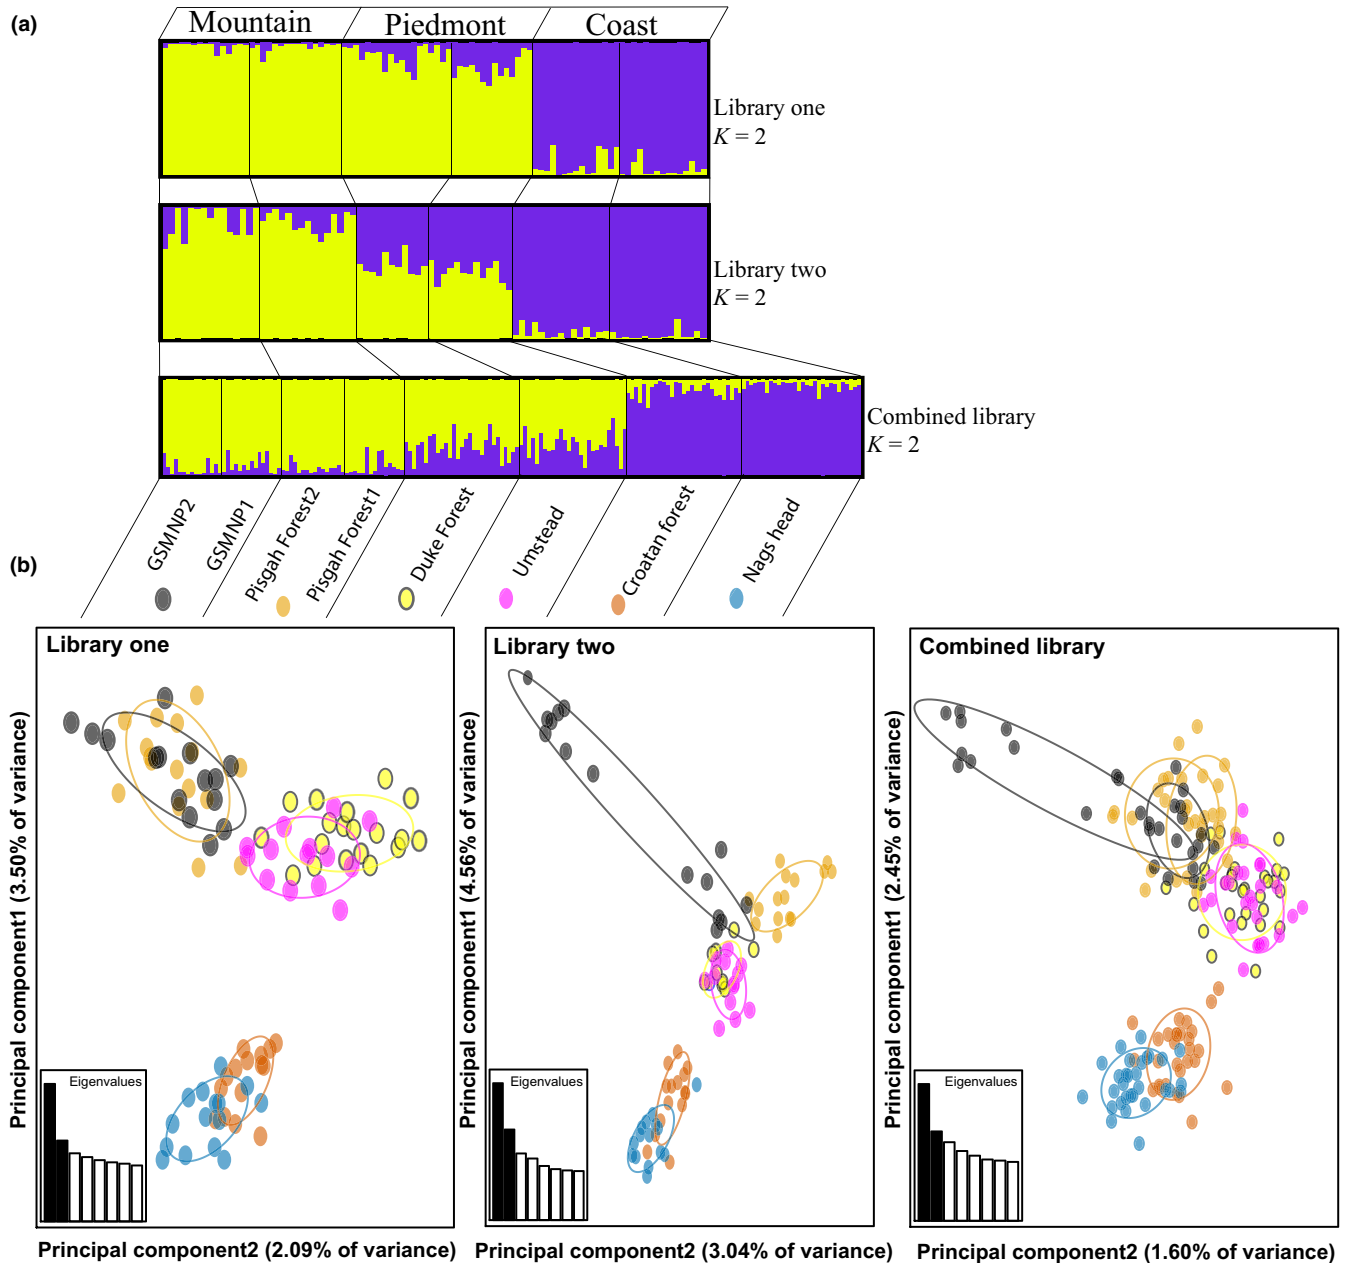 (a)
Mountain Piedmont Coast
Library one
K = 2
Library two
K = 2
Combined library
K = 2
GSMNP2
GSMNP1
Pisgah Forest2
Pisgah Forest1
Duke Forest
Umstead
Croatan forest
Nags head
(b)
Library one
Principal component1 (3.50% of variance)
Eigenvalues
Principal component2 (2.09% of variance)
Library two
Principal component1 (4.56% of variance)
Eigenvalues
Principal component2 (3.04% of variance)
Combined library
Principal component1 (2.45% of variance)
Eigenvalues
Principal component2 (1.60% of variance)